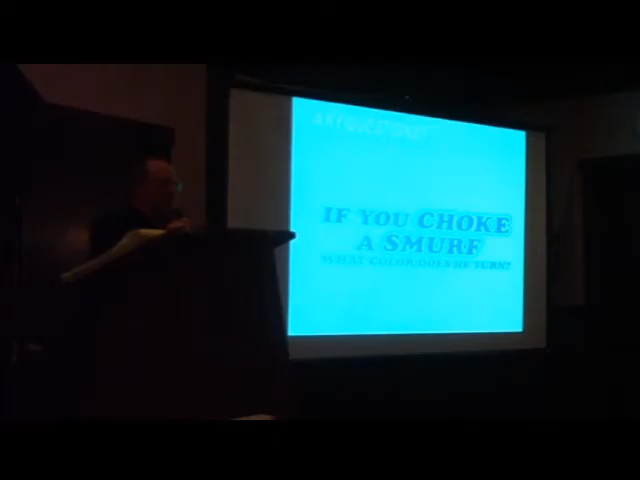 ANY QUESTIONS?
IF YOU CHOKE
A SMURF
WHAT COLOR DOES HE TURN?